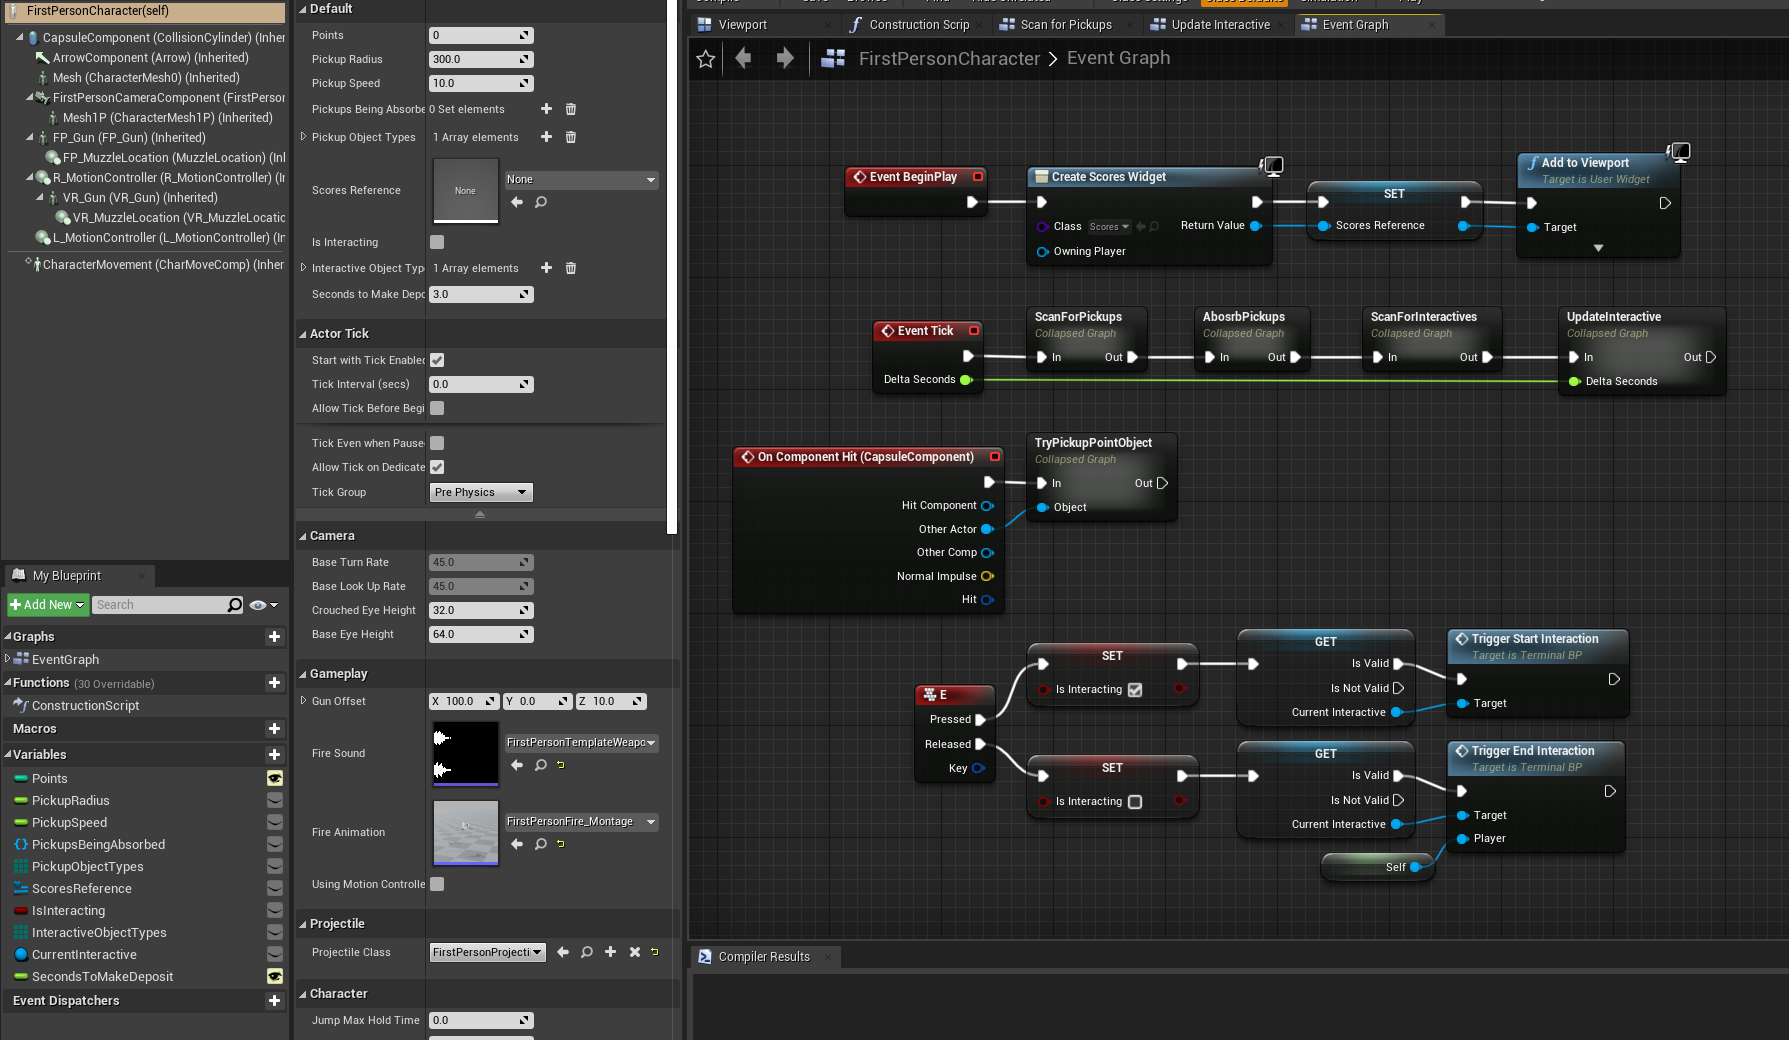 FirstPersonCharacter(self)
CapsuleComponent (CollisionCylinder) (Inher
ArrowComponent (Arrow) (Inherited)
Mesh (CharacterMesh0) (Inherited)
FirstPersonCameraComponent (FirstPerson
Mesh1P (CharacterMesh1P) (Inherited)
FP_Gun (FP_Gun) (Inherited)
FP_MuzzleLocation (MuzzleLocation) (Inl
R_MotionController (R_MotionController) (I
VR_Gun (VR_Gun) (Inherited)
VR_MuzzleLocation (VR_MuzzleLocatic
L_MotionController (L_MotionController) (Ir
CharacterMovement (CharMoveComp) (Inher
My Blueprint
Add New
Search
Graphs
EventGraph
Functions (30 Overridable)
ConstructionScript
Macros
Variables
Points
PickupRadius
PickupSpeed
PickupsBeingAbsorbed
PickupObjectTypes
ScoresReference
IsInteracting
InteractiveObjectTypes
CurrentInteractive
SecondsToMakeDeposit
Event Dispatchers
Default
Points 0
Pickup Radius 300.0
Pickup Speed 10.0
Pickups Being Absorbe 0 Set elements
Pickup Object Types 1 Array elements
Scores Reference None None
Is Interacting
Interactive Object Typ 1 Array elements
Seconds to Make Depo 3.0
Actor Tick
Start with Tick Enabled
Tick Interval (secs) 0.0
Allow Tick Before Begi
Tick Even when Pause
Allow Tick on Dedicate
Tick Group Pre Physics
Camera
Base Turn Rate 45.0
Base Look Up Rate 45.0
Crouched Eye Height 32.0
Base Eye Height 64.0
Gameplay
Gun Offset X 100.0 Y 0.0 Z 10.0
Fire Sound FirstPersonTemplateWeapo
Fire Animation FirstPersonFire_Montage
Using Motion Controlle
Projectile
Projectile Class FirstPersonProjecti
Character
Jump Max Hold Time 0.0
Viewport
Construction Scrip
Scan for Pickups
Update Interactive
Event Graph
FirstPersonCharacter > Event Graph
Event BeginPlay
Create Scores Widget
Class Scores
Return Value
Owning Player
SET
Scores Reference
Add to Viewport
Target is User Widget
Target
Event Tick
Delta Seconds
ScanForPickups
Collapsed Graph
In Out
AbosrbPickups
Collapsed Graph
In Out
ScanForInteractives
Collapsed Graph
In Out
UpdateInteractive
Collapsed Graph
In Out
Delta Seconds
On Component Hit (CapsuleComponent)
Hit Component
Other Actor
Other Comp
Normal Impulse
Hit
TryPickupPointObject
Collapsed Graph
In Out
Object
E
Pressed
Released
Key
SET
Is Interacting
GET
Is Valid
Is Not Valid
Current Interactive
Trigger Start Interaction
Target is Terminal BP
Target
SET
Is Interacting
GET
Is Valid
Is Not Valid
Current Interactive
Trigger End Interaction
Target is Terminal BP
Target
Player
Self
Compiler Results